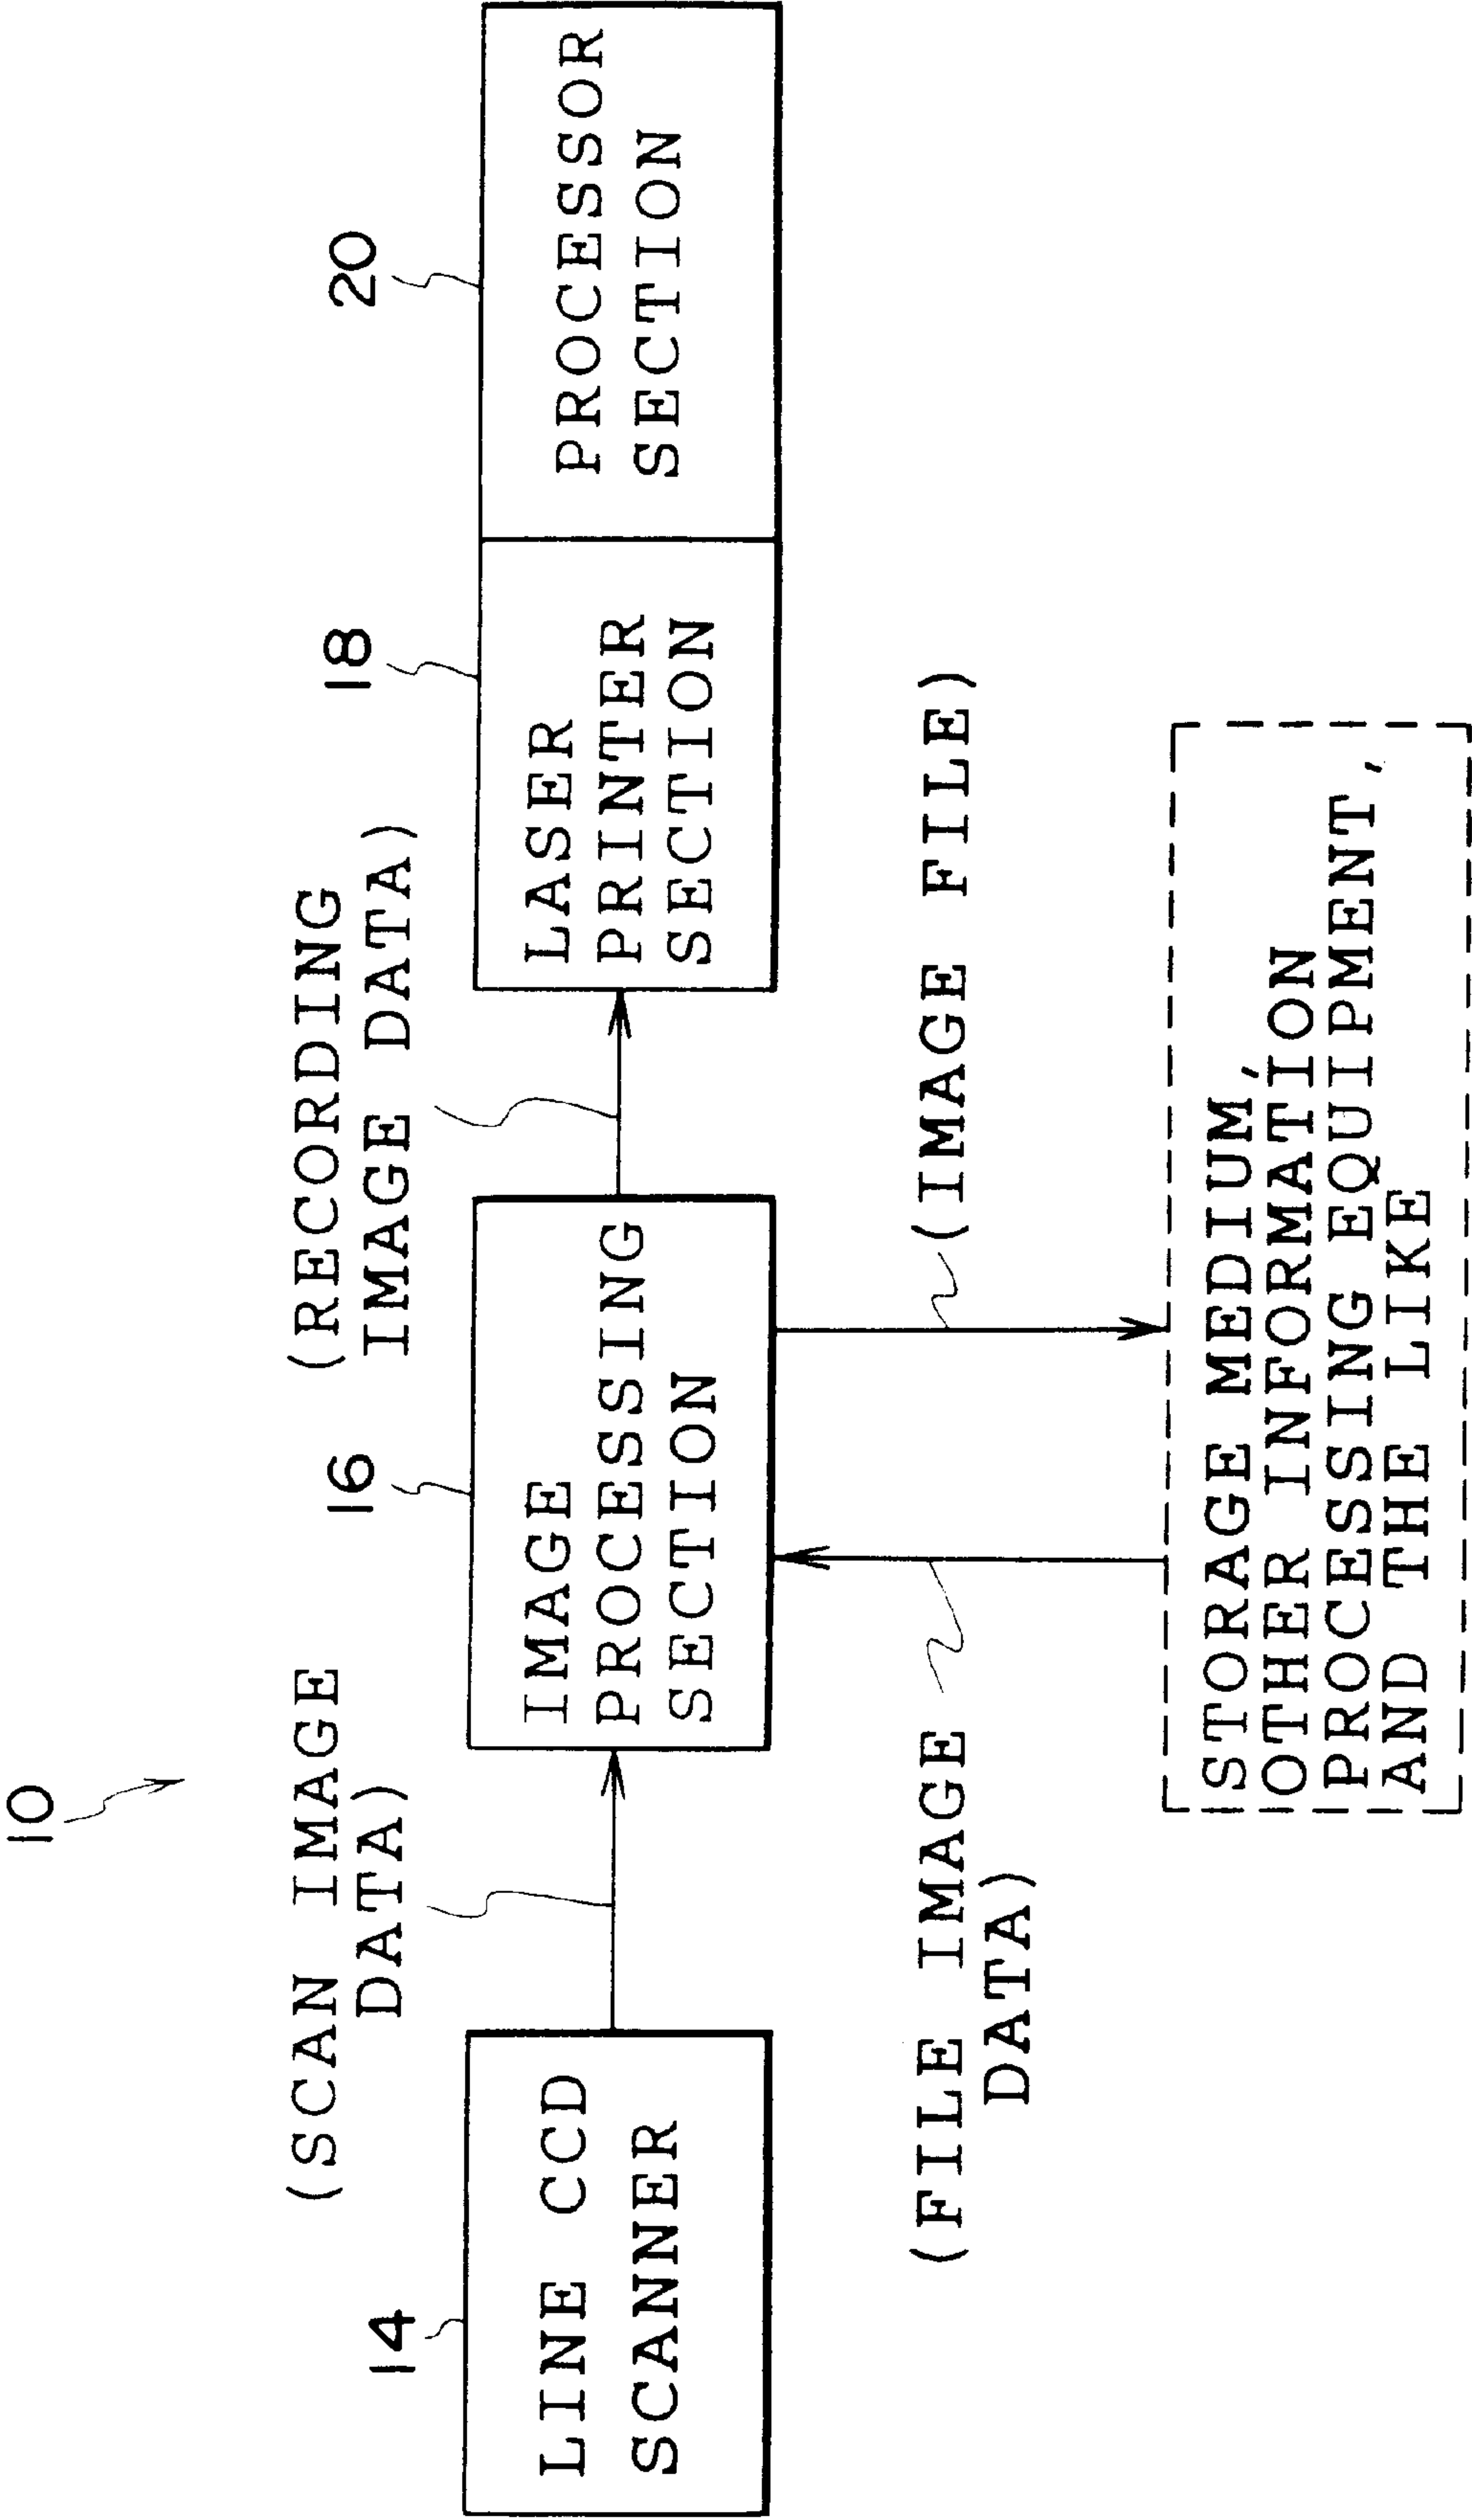 10
(SCAN IMAGE
DATA)
(RECORDING
IMAGE DATA)
14
16
18
20
LINE CCD
SCANNER
IMAGE
PROCESSING
SECTION
LASER
PRINTER
SECTION
PROCESSOR
SECTION
(FILE IMAGE
DATA)
(IMAGE FILE)
STORAGE MEDIUM,
OTHER INFORMATION
PROCESSING EQUIPMENT,
AND THE LIKE